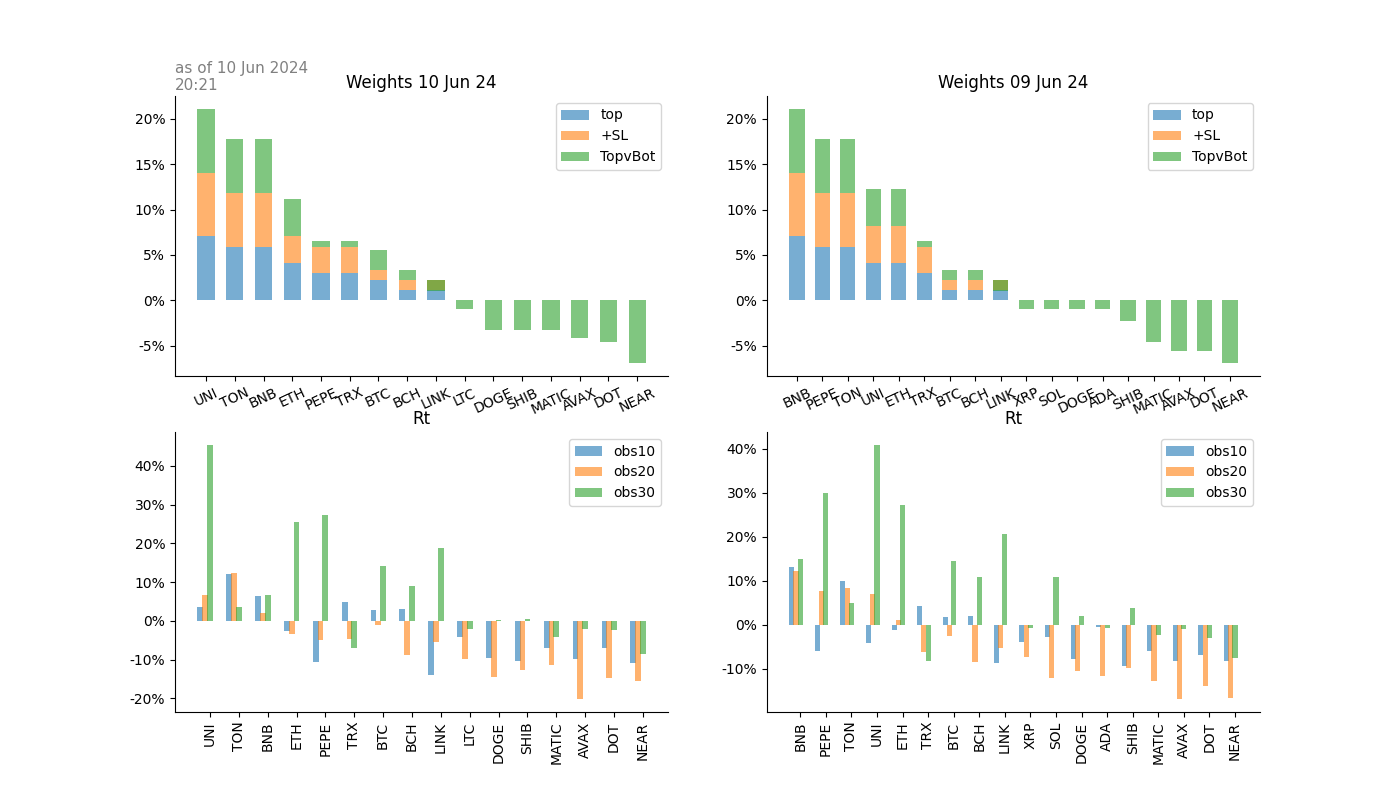 as of 10 Jun 2024
20:21
Weights 10 Jun 24
20%
15%
10%
5%
0%
-5%
top
+SL
TopvBot
UNI TON BNB ETH PEPE TRX BTC BCH LINK LTC DOGE SHIB MATIC AVAX DOT NEAR
Weights 09 Jun 24
20%
15%
10%
5%
0%
-5%
top
+SL
TopvBot
BNB PEPE TON UNI ETH TRX BTC BCH LINK XRP SOL DOGE ADA SHIB MATIC AVAX DOT NEAR
Rt
40%
30%
20%
10%
0%
-10%
-20%
obs10
obs20
obs30
UNI TON BNB ETH PEPE TRX BTC BCH LINK LTC DOGE SHIB MATIC AVAX DOT NEAR
Rt
40%
30%
20%
10%
0%
-10%
obs10
obs20
obs30
BNB PEPE TON UNI ETH TRX BTC BCH LINK XRP SOL DOGE ADA SHIB MATIC AVAX DOT NEAR